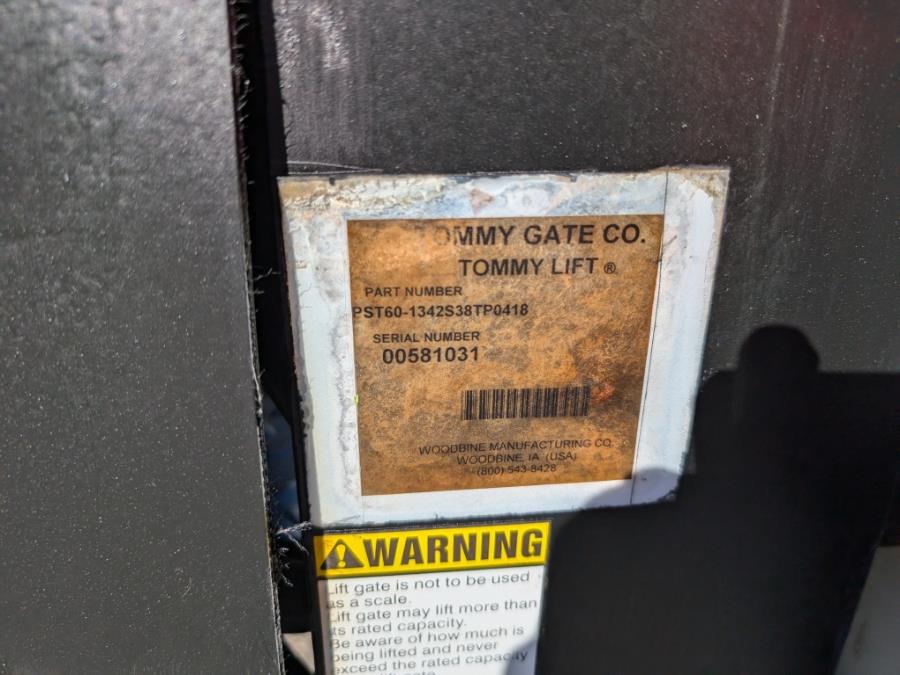 TOMMY GATE CO.
TOMMY LIFT ®
PART NUMBER
PST60-1342S38TP0418
SERIAL NUMBER
00581031
WOODBINE MANUFACTURING CO.
WOODBINE, IA (USA)
(800) 543-8428
WARNING
Lift gate is not to be used
as a scale.
Lift gate may lift more than
its rated capacity.
Be aware of how much is
being lifted and never
exceed the rated capacity